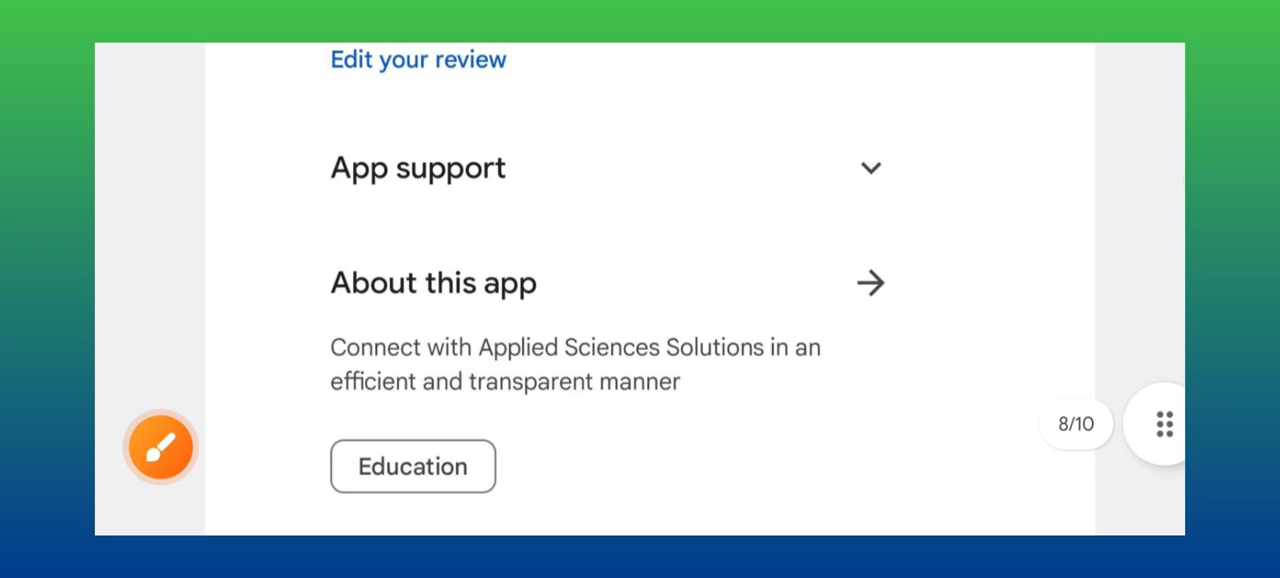 Edit your review
App support
About this app
Connect with Applied Sciences Solutions in an
efficient and transparent manner
8/10
Education